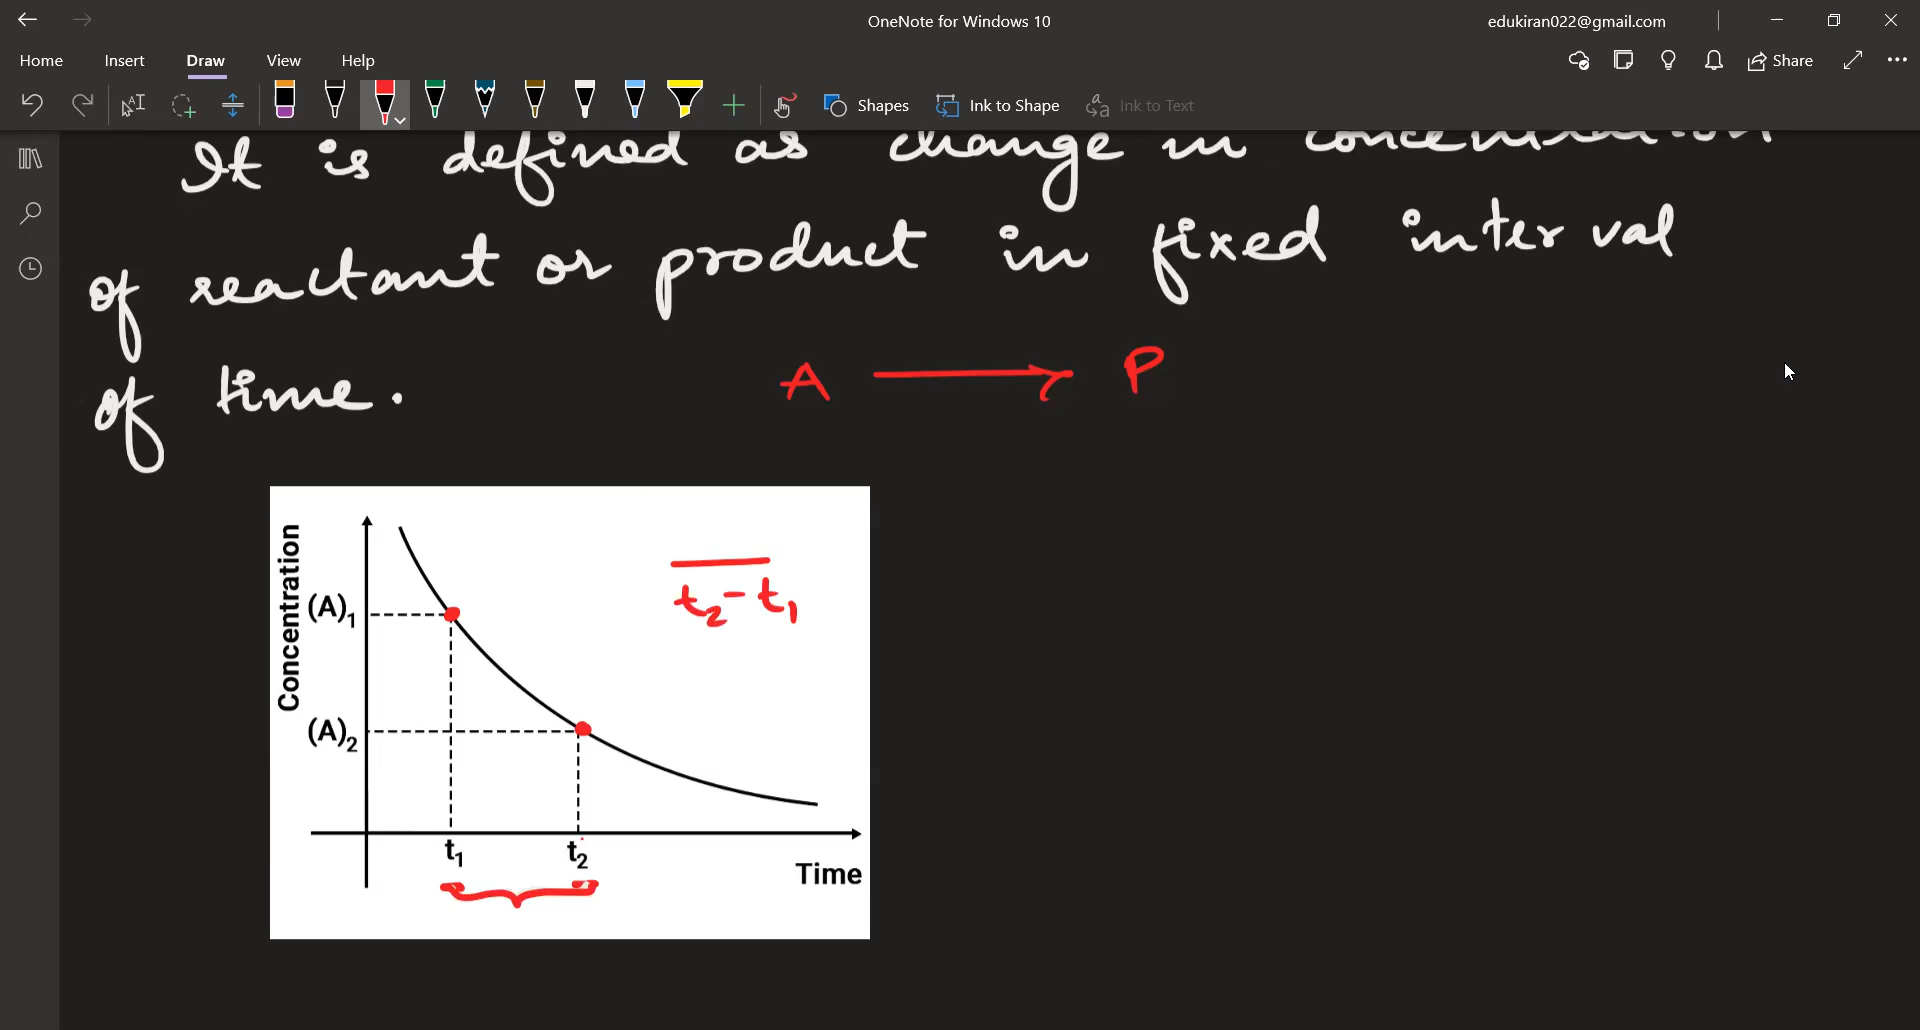 OneNote for Windows 10
edukiran022@gmail.com
Home Insert Draw View Help
Share
Shapes Ink to Shape Ink to Text
It is defined as change in concentration
of reactant or product in fixed interval
of time.
A → P
Concentration
(A)₁
(A)₂
t₂-t₁
t₁ t₂
Time